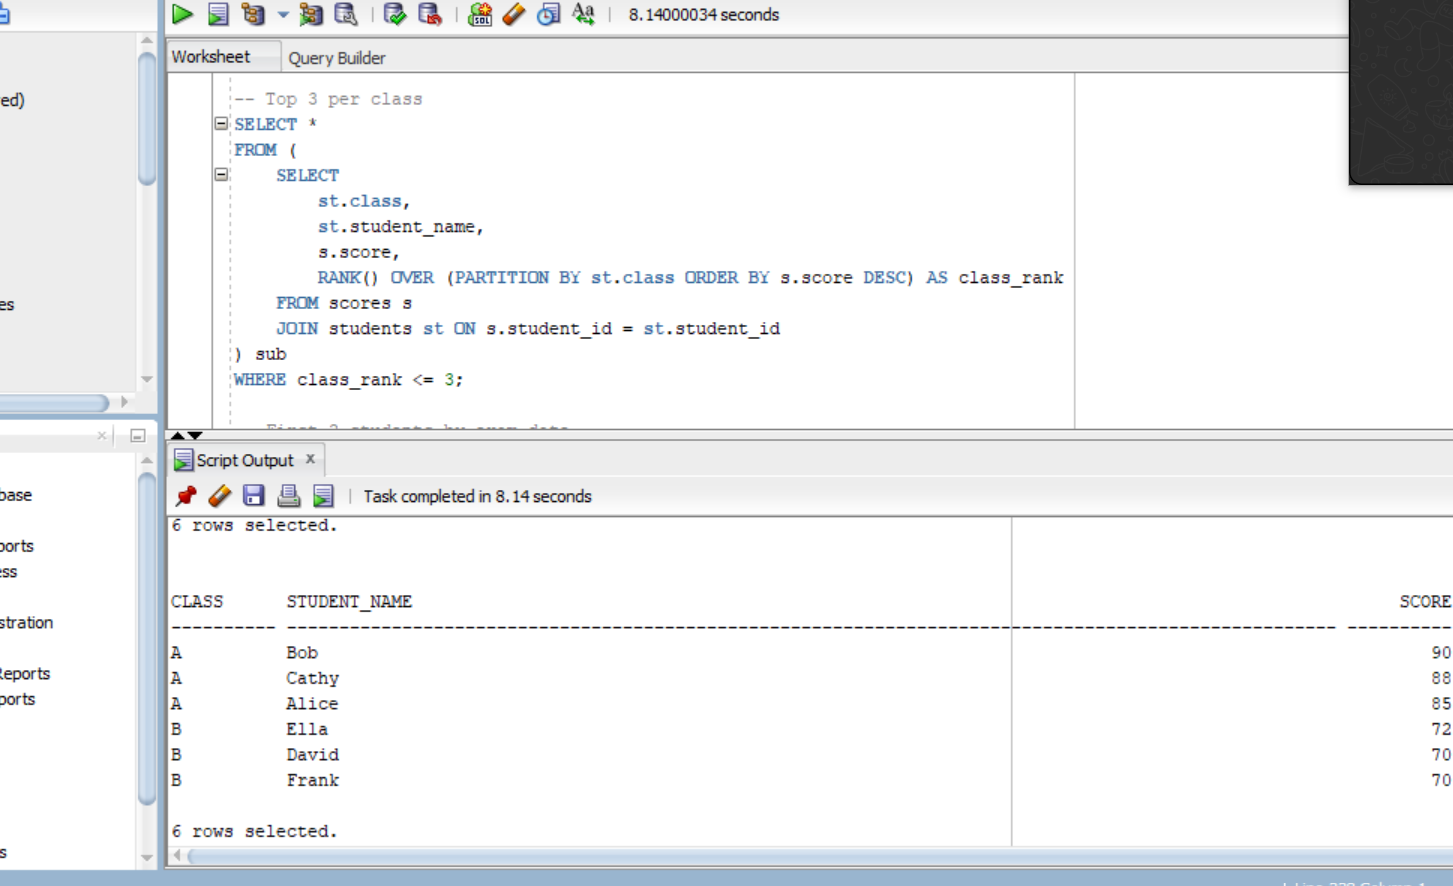 8.14000034 seconds
Worksheet Query Builder
-- Top 3 per class
SELECT *
FROM (
SELECT
st.class,
st.student_name,
s.score,
RANK() OVER (PARTITION BY st.class ORDER BY s.score DESC) AS class_rank
FROM scores s
JOIN students st ON s.student_id = st.student_id
) sub
WHERE class_rank <= 3;
ed)
es
base
ports
ess
stration
Reports
ports
s
Script Output x
Task completed in 8.14 seconds
6 rows selected.
CLASS STUDENT_NAME SCORE
A Bob 90
A Cathy 88
A Alice 85
B Ella 72
B David 70
B Frank 70
6 rows selected.